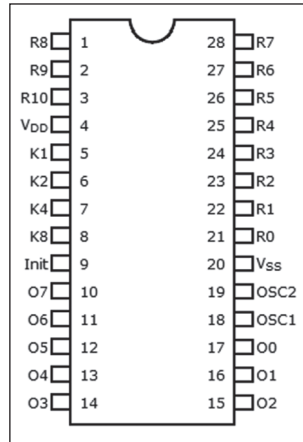 R8 1 28 R7
R9 2 27 R6
R10 3 26 R5
VDD 4 25 R4
K1 5 24 R3
K2 6 23 R2
K4 7 22 R1
K8 8 21 R0
Init 9 20 VSS
O7 10 19 OSC2
O6 11 18 OSC1
O5 12 17 O0
O4 13 16 O1
O3 14 15 O2